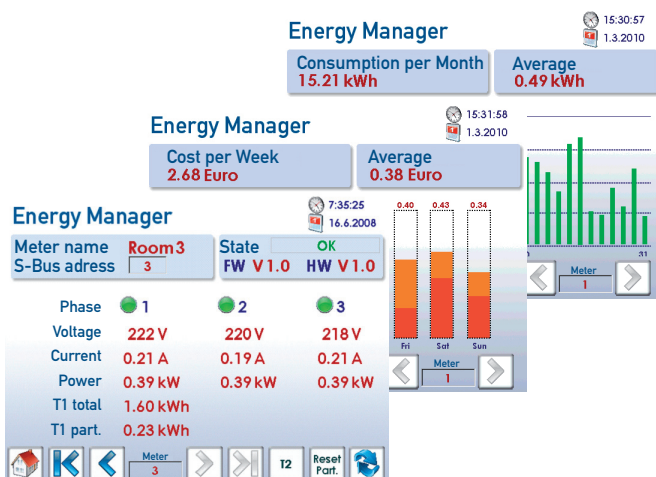 Energy Manager
15:30:57
1.3.2010
Consumption per Month
15.21 kWh
Average
0.49 kWh
31
Meter
1
Energy Manager
15:31:58
1.3.2010
Cost per Week
2.68 Euro
Average
0.38 Euro
0.40 0.43 0.34
Fri Sat Sun
Meter
1
Energy Manager
7:35:25
16.6.2008
Meter name Room 3
S-Bus adress 3
State OK
FW V 1.0 HW V 1.0
Phase 1 2 3
Voltage 222 V 220 V 218 V
Current 0.21 A 0.19 A 0.21 A
Power 0.39 kW 0.39 kW 0.39 kW
T1 total 1.60 kWh
T1 part. 0.23 kWh
Meter
3
T2
Reset
Part.